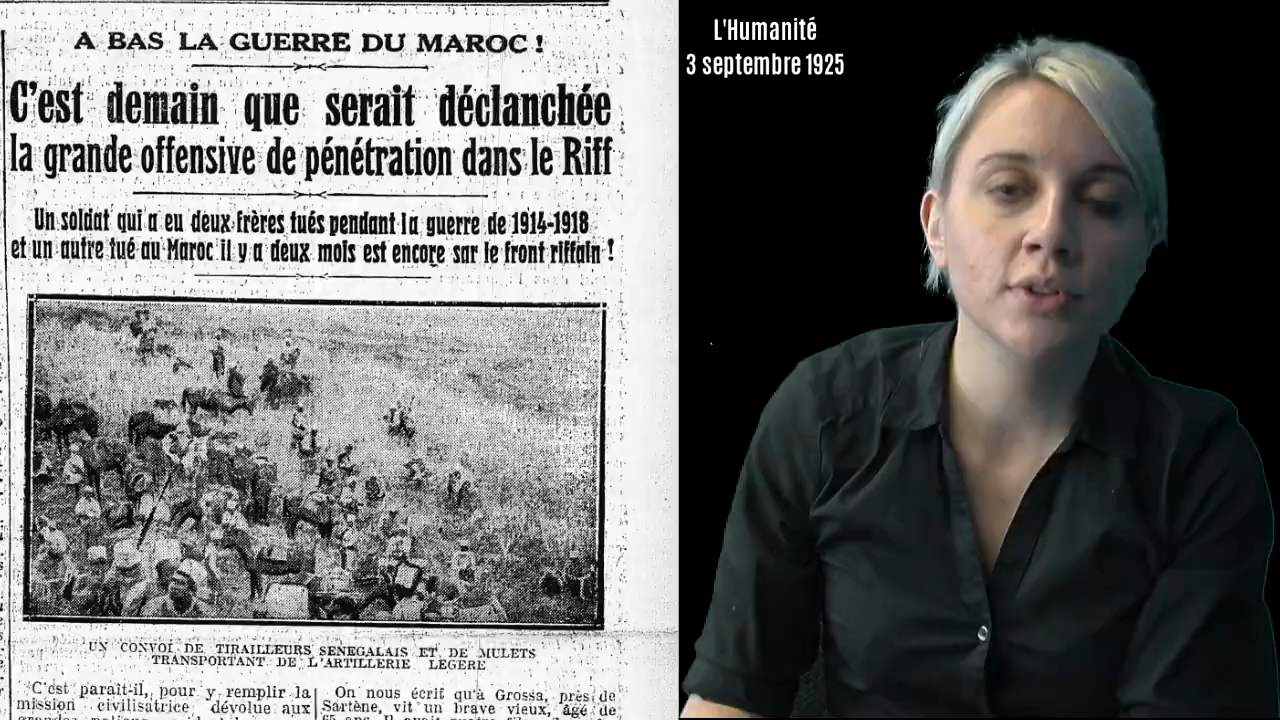 A BAS LA GUERRE DU MAROC !
C'est demain que serait déclanchée
la grande offensive de pénétration dans le Riff
Un soldat qui a eu deux frères tués pendant la guerre de 1914-1918
et un autre tué au Maroc il y a deux mois est encore sur le front riffain !
UN CONVOI DE TIRAILLEURS SENEGALAIS ET DE MULETS
TRANSPORTANT DE L'ARTILLERIE LEGERE
C'est paraît-il, pour y remplir la
mission civilisatrice dévolue aux
On nous écrit qu'à Grossa, près de
Sartène, vit un brave vieux, âgé de
L'Humanité
3 septembre 1925